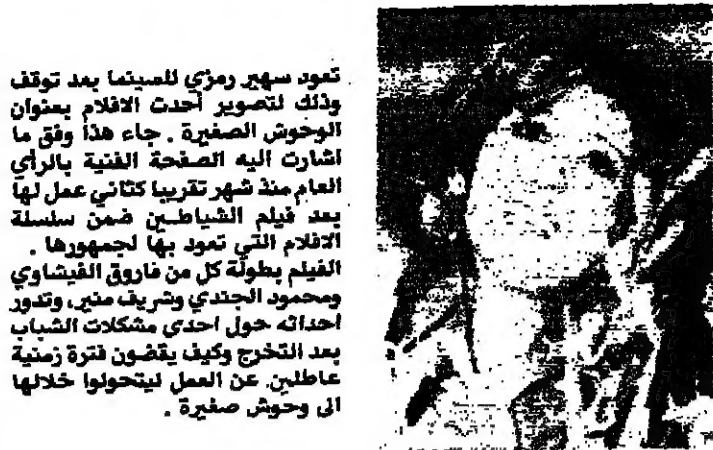 تعود سهير رمزي للسينما بعد توقف
وذلك لتصوير أحدث الافلام بعنوان
الوحوش الصغيرة . جاء هذا وفق ما
اشارت اليه الصفحة الفنية بالرأي
العام منذ شهر تقريبا كثاني عمل لها
بعد فيلم الشياطين ضمن سلسلة
الافلام التي تعود بها لجمهورها .
الفيلم بطولة كل من فاروق الفيشاوي
ومحمود الجندي وشريف منير، وتدور
احداثه حول احدى مشكلات الشباب
بعد التخرج وكيف يقضون فترة زمنية
عاطلين عن العمل ليتحولوا خلالها
الى وحوش صغيرة .